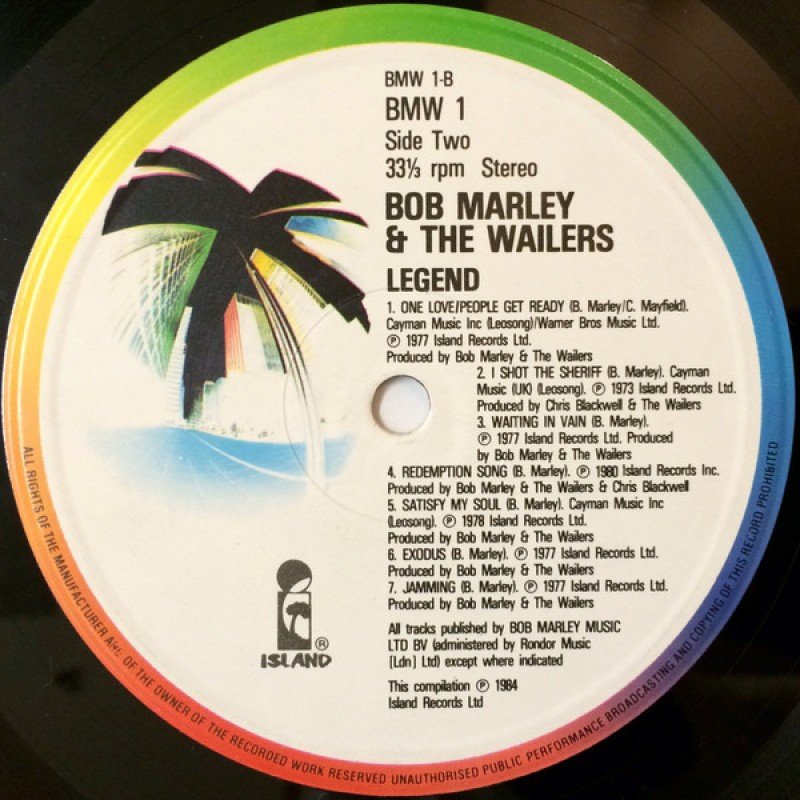 BMW 1-B
BMW 1
Side Two
33⅓ rpm Stereo
BOB MARLEY
& THE WAILERS
LEGEND
1. ONE LOVE/PEOPLE GET READY (B. Marley/C. Mayfield).
Cayman Music Inc (Leosong)/Warner Bros Music Ltd.
℗ 1977 Island Records Ltd.
Produced by Bob Marley & The Wailers
2. I SHOT THE SHERIFF (B. Marley). Cayman
Music (UK) (Leosong). ℗ 1973 Island Records Ltd.
Produced by Chris Blackwell & The Wailers
3. WAITING IN VAIN (B. Marley).
℗ 1977 Island Records Ltd. Produced
by Bob Marley & The Wailers
4. REDEMPTION SONG (B. Marley). ℗ 1980 Island Records Inc.
Produced by Bob Marley & The Wailers & Chris Blackwell
5. SATISFY MY SOUL (B. Marley). Cayman Music Inc
(Leosong). ℗ 1978 Island Records Ltd.
Produced by Bob Marley & The Wailers
6. EXODUS (B. Marley). ℗ 1977 Island Records Ltd.
Produced by Bob Marley & The Wailers
7. JAMMING (B. Marley). ℗ 1977 Island Records Ltd.
Produced by Bob Marley & The Wailers
All tracks published by BOB MARLEY MUSIC
LTD BV (administered by Rondor Music
[Ldn] Ltd) except where indicated
This compilation ℗ 1984
Island Records Ltd
ISLAND ®
ALL RIGHTS OF THE MANUFACTURER AND OF THE OWNER OF THE RECORDED WORK RESERVED UNAUTHORISED PUBLIC PERFORMANCE BROADCASTING AND COPYING OF THIS RECORD PROHIBITED